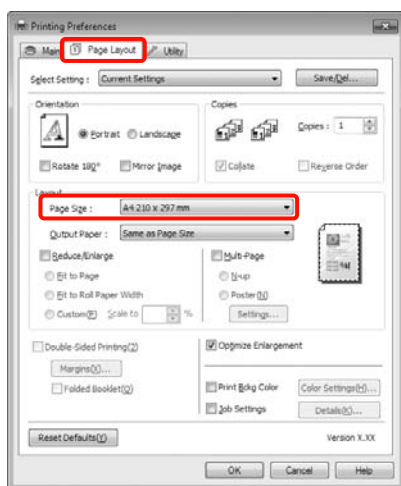 Printing Preferences
Main Page Layout Utility
Select Setting : Current Settings Save/Del...
Orientation Copies
Portrait Landscape Copies : 1
Rotate 180° Mirror Image Collate Reverse Order
Layout
Page Size : A4 210 x 297 mm
Output Paper : Same as Page Size
Reduce/Enlarge Multi-Page
Fit to Page N-up
Fit to Roll Paper Width Poster(N)
Custom(F) Scale to % Settings...
Double-Sided Printing(2) Optimize Enlargement
Margins(X)...
Folded Booklet(Q) Print Bckg Color Color Settings(H)...
Job Settings Details(K)...
Reset Defaults(Y) Version X.XX
OK Cancel Help